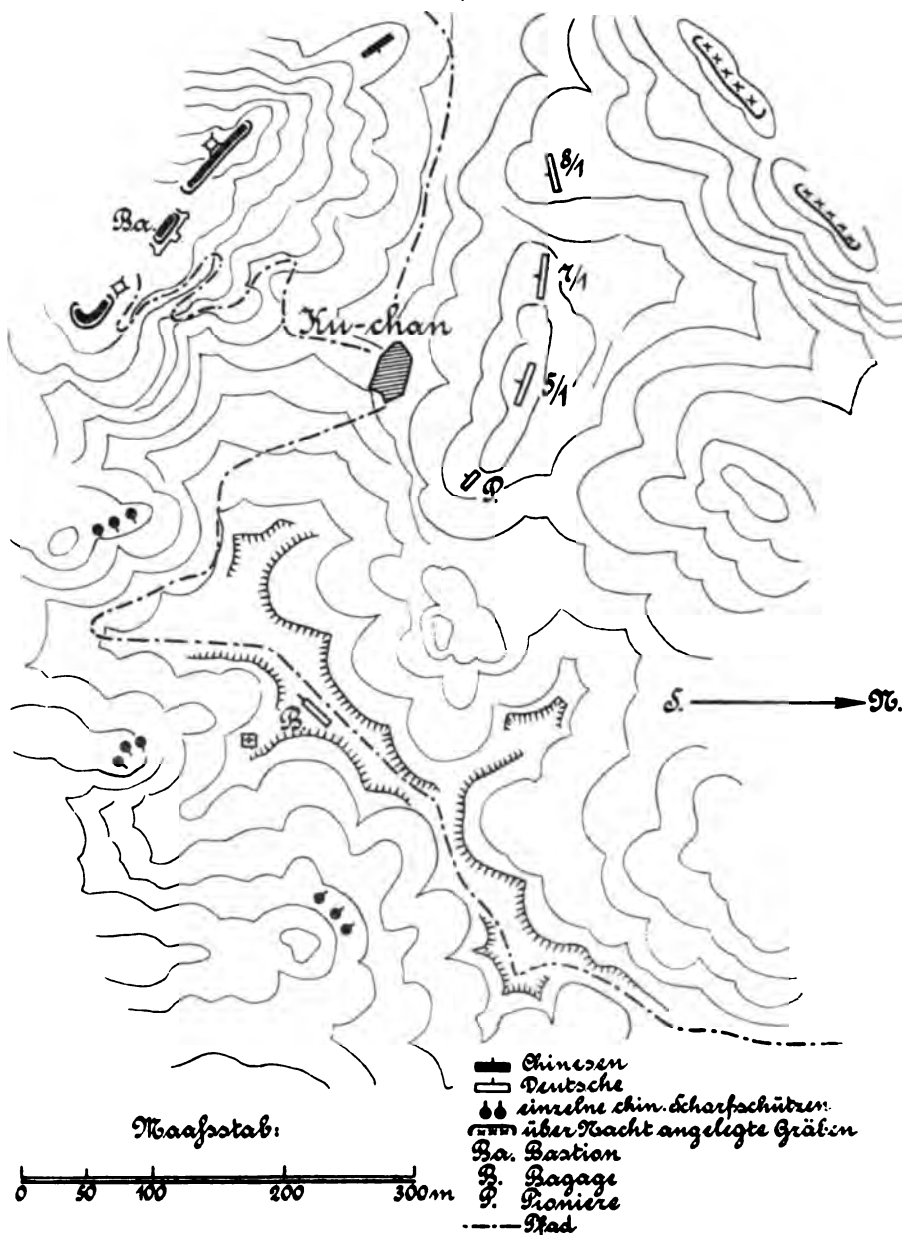 8/1
Ba.
7/1
Ku-chan
5/1
P.
S. N.
B.
Chinesen
Deutsche
einzelne chin. Scharfschützen
über Nacht angelegte Gräben
Maaßstab:
Ba. Bastion
B. Bagage
0 50 100 200 300 m
P. Pioniere
Pfad